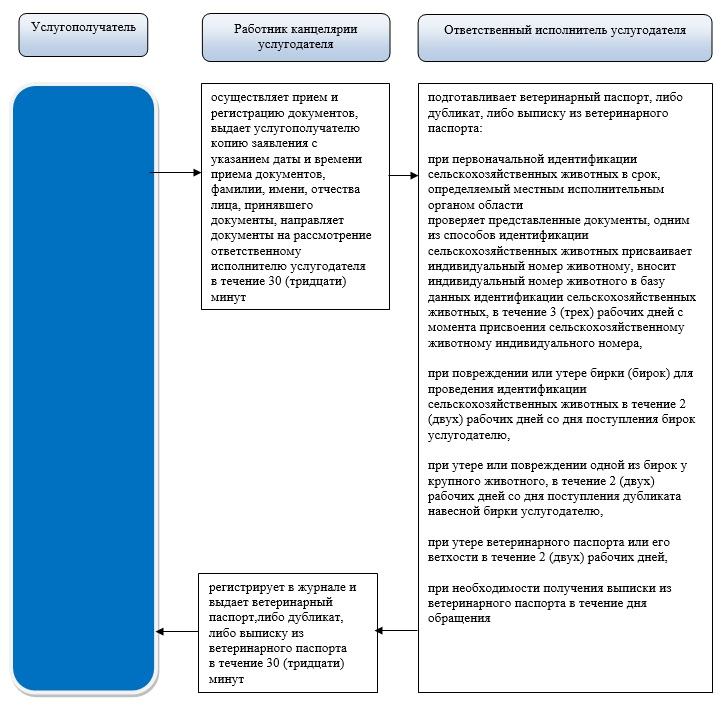 Услугополучатель
Работник канцелярии
услугодателя
Ответственный исполнитель услугодателя
осуществляет прием и
регистрацию документов,
выдает услугополучателю
копию заявления с
указанием даты и времени
приема документов,
фамилии, имени, отчества
лица, принявшего
документы, направляет
документы на рассмотрение
ответственному
исполнителю услугодателя
в течение 30 (тридцати)
минут
подготавливает ветеринарный паспорт, либо
дубликат, либо выписку из ветеринарного
паспорта:
при первоначальной идентификации
сельскохозяйственных животных в срок,
определяемый местным исполнительным
органом области
проверяет представленные документы, одним
из способов идентификации
сельскохозяйственных животных присваивает
индивидуальный номер животному, вносит
индивидуальный номер животного в базу
данных идентификации сельскохозяйственных
животных, в течение 3 (трех) рабочих дней с
момента присвоения сельскохозяйственному
животному индивидуального номера,
при повреждении или утере бирки (бирок) для
проведения идентификации
сельскохозяйственных животных в течение 2
(двух) рабочих дней со дня поступления бирок
услугодателю,
при утере или повреждении одной из бирок у
крупного животного, в течение 2 (двух)
рабочих дней со дня поступления дубликата
навесной бирки услугодателю,
при утере ветеринарного паспорта или его
ветхости в течение 2 (двух) рабочих дней,
при необходимости получения выписки из
ветеринарного паспорта в течение дня
обращения
регистрирует в журнале и
выдает ветеринарный
паспорт,либо дубликат,
либо выписку из
ветеринарного паспорта
в течение 30 (тридцати)
минут